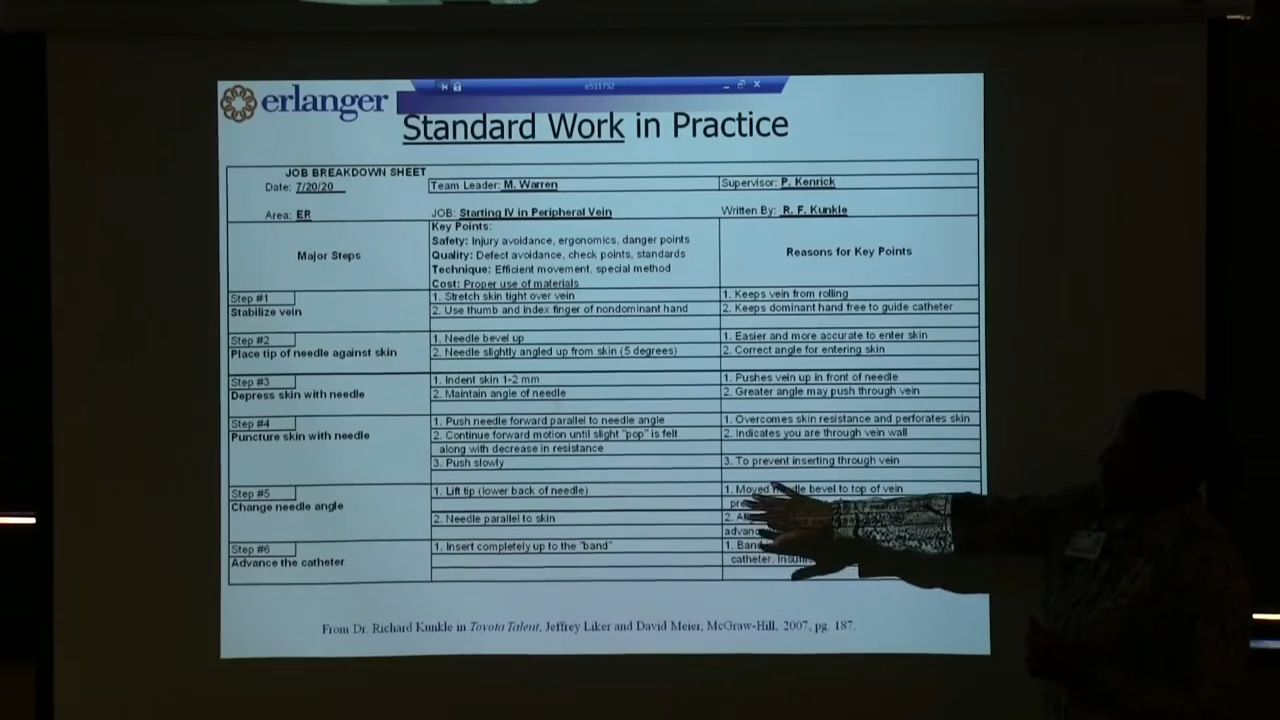 erlanger
e531752
Standard Work in Practice
JOB BREAKDOWN SHEET
Date: 7/20/20
Team Leader: M. Warren
Supervisor: P. Kenrick
Area: ER
JOB: Starting IV in Peripheral Vein
Written By: R. F. Kunkle
Major Steps
Key Points:
Safety: Injury avoidance, ergonomics, danger points
Quality: Defect avoidance, check points, standards
Technique: Efficient movement, special method
Cost: Proper use of materials
Reasons for Key Points
Step #1
Stabilize vein
1. Stretch skin tight over vein
2. Use thumb and index finger of nondominant hand
1. Keeps vein from rolling
2. Keeps dominant hand free to guide catheter
Step #2
Place tip of needle against skin
1. Needle bevel up
2. Needle slightly angled up from skin (5 degrees)
1. Easier and more accurate to enter skin
2. Correct angle for entering skin
Step #3
Depress skin with needle
1. Indent skin 1-2 mm
2. Maintain angle of needle
1. Pushes vein up in front of needle
2. Greater angle may push through vein
Step #4
Puncture skin with needle
1. Push needle forward parallel to needle angle
2. Continue forward motion until slight "pop" is felt
along with decrease in resistance
3. Push slowly
1. Overcomes skin resistance and perforates skin
2. Indicates you are through vein wall
3. To prevent inserting through vein
Step #5
Change needle angle
1. Lift tip (lower back of needle)
2. Needle parallel to skin
1. Moved needle bevel to top of vein
2.
Step #6
Advance the catheter
1. Insert completely up to the "band"
1.
catheter.
From Dr. Richard Kunkle in Toyota Talent, Jeffrey Liker and David Meier, McGraw-Hill, 2007, pg. 187.